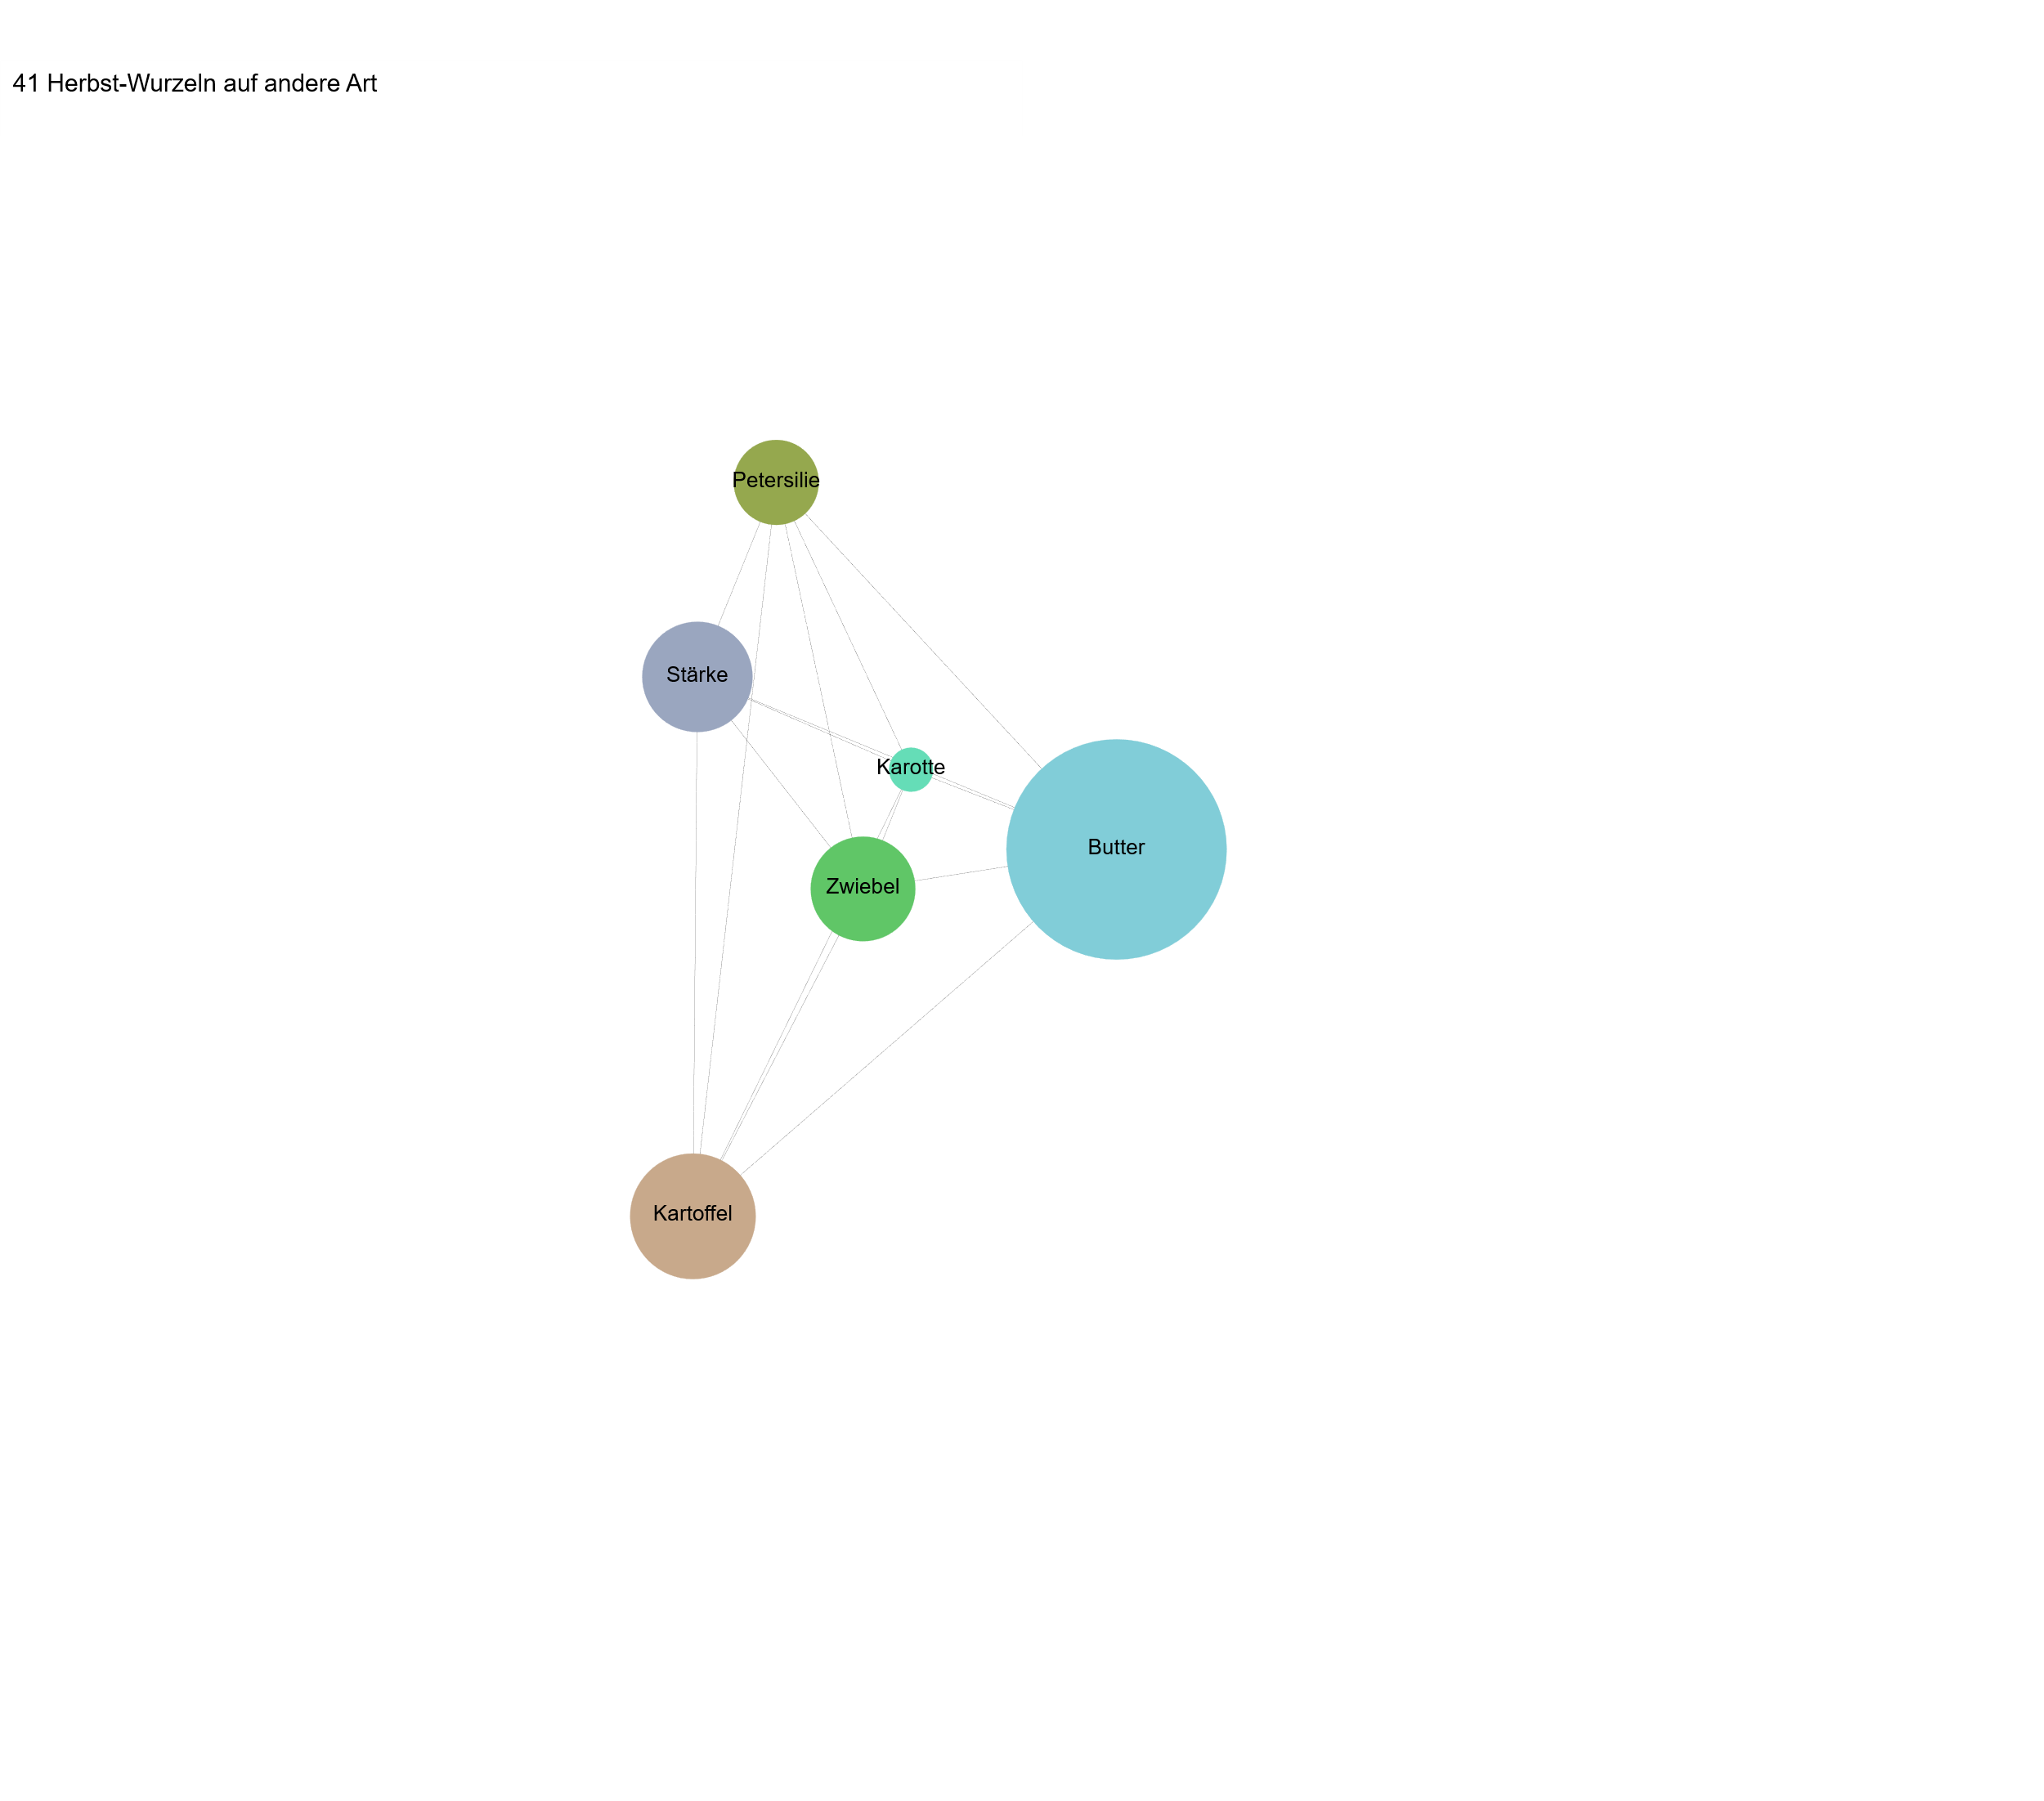 41 Herbst-Wurzeln auf andere Art
Petersilie
Stärke
Karotte
Butter
Zwiebel
Kartoffel